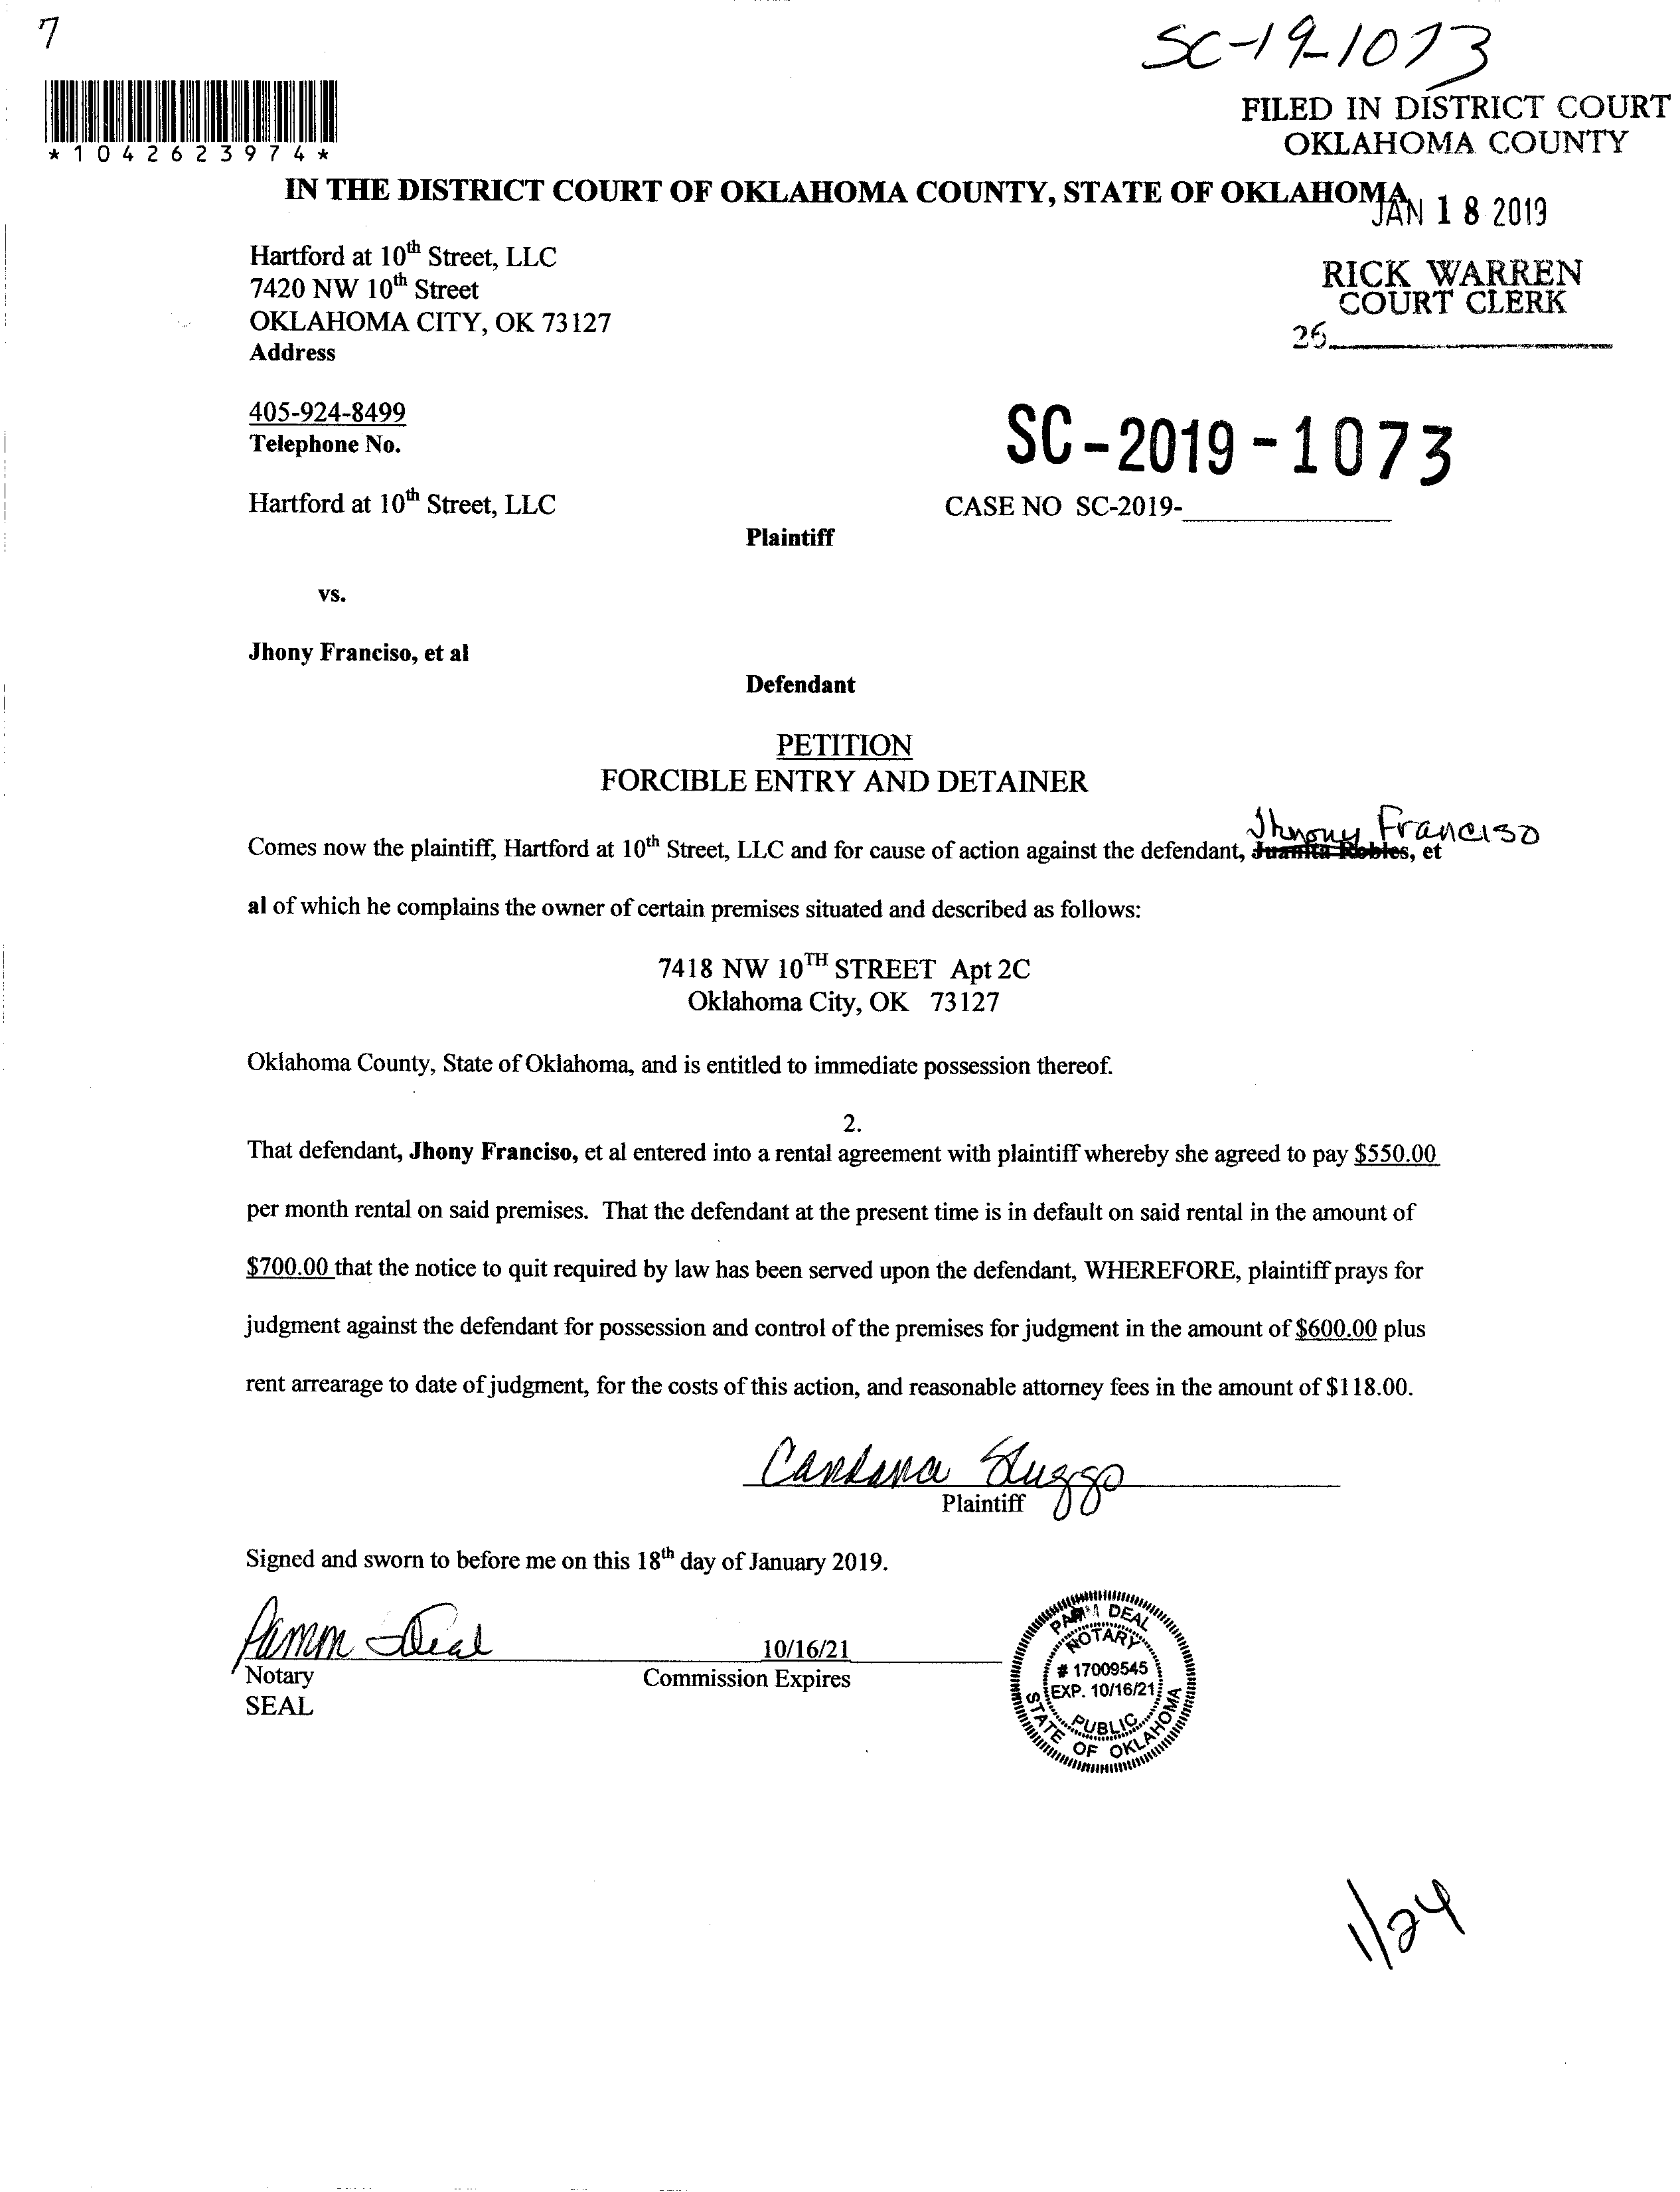 7
SC-19-1073
FILED IN DISTRICT COURT
OKLAHOMA COUNTY
*1042623974*
IN THE DISTRICT COURT OF OKLAHOMA COUNTY, STATE OF OKLAHOMA
JAN 18 2019
Hartford at 10th Street, LLC
7420 NW 10th Street
OKLAHOMA CITY, OK 73127
Address
RICK WARREN
COURT CLERK
26
405-924-8499
Telephone No.
SC-2019-1073
Hartford at 10th Street, LLC
CASE NO SC-2019-
Plaintiff
vs.
Jhony Franciso, et al
Defendant
PETITION
FORCIBLE ENTRY AND DETAINER
Jhnony Franciso
Comes now the plaintiff, Hartford at 10th Street, LLC and for cause of action against the defendant, Juanita Robles, et
al of which he complains the owner of certain premises situated and described as follows:
7418 NW 10TH STREET Apt 2C
Oklahoma City, OK 73127
Oklahoma County, State of Oklahoma, and is entitled to immediate possession thereof.
2.
That defendant, Jhony Franciso, et al entered into a rental agreement with plaintiff whereby she agreed to pay $550.00
per month rental on said premises. That the defendant at the present time is in default on said rental in the amount of
$700.00 that the notice to quit required by law has been served upon the defendant, WHEREFORE, plaintiff prays for
judgment against the defendant for possession and control of the premises for judgment in the amount of $600.00 plus
rent arrearage to date of judgment, for the costs of this action, and reasonable attorney fees in the amount of $118.00.
Plaintiff
Signed and sworn to before me on this 18th day of January 2019.
Pamm Deal
10/16/21
Notary
Commission Expires
SEAL
PAMM DEAL
NOTARY
# 17009545
EXP. 10/16/21
PUBLIC
STATE OF OKLAHOMA
1/24